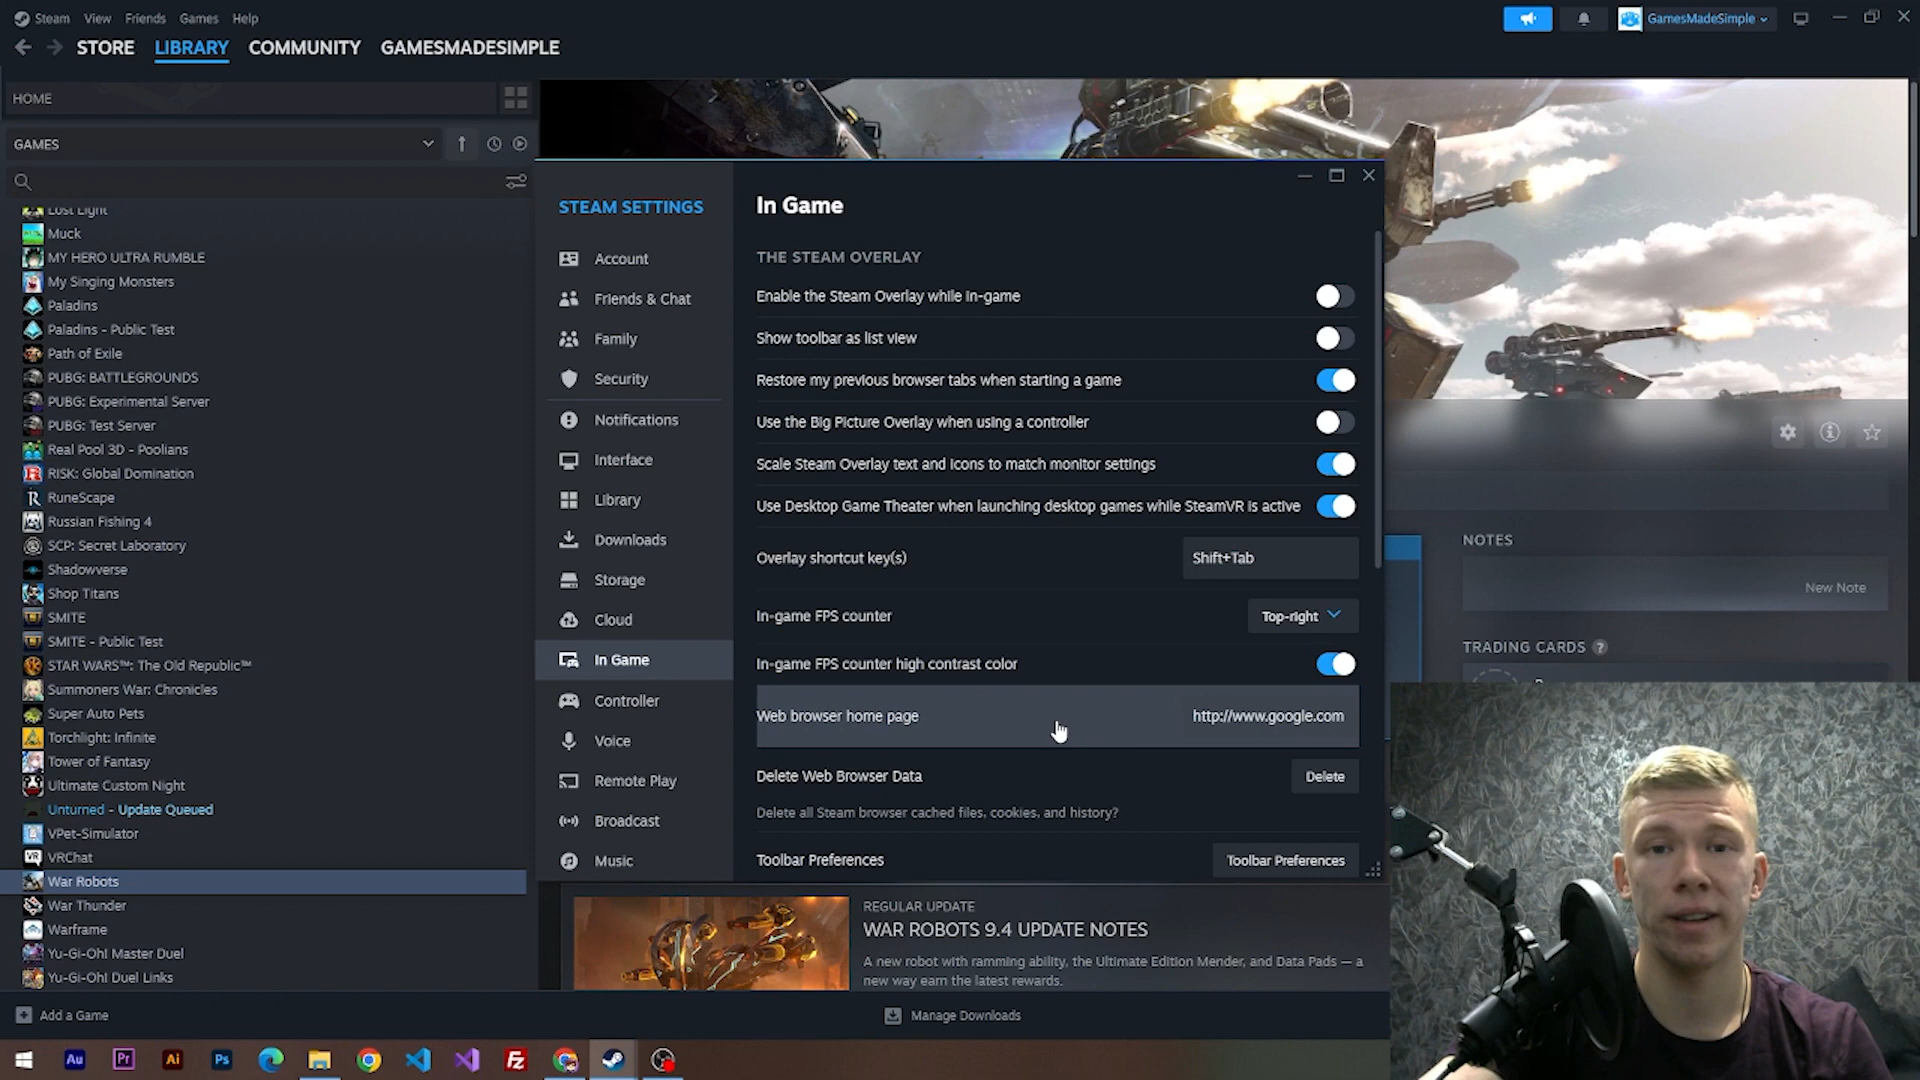 Steam View Friends Games Help
GamesMadeSimple
STORE LIBRARY COMMUNITY GAMESMADESIMPLE
HOME
GAMES
Lost Light
Muck
MY HERO ULTRA RUMBLE
My Singing Monsters
Paladins
Paladins - Public Test
Path of Exile
PUBG: BATTLEGROUNDS
PUBG: Experimental Server
PUBG: Test Server
Real Pool 3D - Poolians
RISK: Global Domination
RuneScape
Russian Fishing 4
SCP: Secret Laboratory
Shadowverse
Shop Titans
SMITE
SMITE - Public Test
STAR WARS™: The Old Republic™
Summoners War: Chronicles
Super Auto Pets
Torchlight: Infinite
Tower of Fantasy
Ultimate Custom Night
Unturned - Update Queued
VPet-Simulator
VRChat
War Robots
War Thunder
Warframe
Yu-Gi-Oh! Master Duel
Yu-Gi-Oh! Duel Links
Add a Game
STEAM SETTINGS
Account
Friends & Chat
Family
Security
Notifications
Interface
Library
Downloads
Storage
Cloud
In Game
Controller
Voice
Remote Play
Broadcast
Music
In Game
THE STEAM OVERLAY
Enable the Steam Overlay while in-game
Show toolbar as list view
Restore my previous browser tabs when starting a game
Use the Big Picture Overlay when using a controller
Scale Steam Overlay text and icons to match monitor settings
Use Desktop Game Theater when launching desktop games while SteamVR is active
Overlay shortcut key(s) Shift+Tab
In-game FPS counter Top-right
In-game FPS counter high contrast color
Web browser home page http://www.google.com
Delete Web Browser Data Delete
Delete all Steam browser cached files, cookies, and history?
Toolbar Preferences Toolbar Preferences
NOTES
New Note
TRADING CARDS ?
REGULAR UPDATE
WAR ROBOTS 9.4 UPDATE NOTES
A new robot with ramming ability, the Ultimate Edition Mender, and Data Pads — a
new way earn the latest rewards.
Manage Downloads
Au Pr Ai Ps